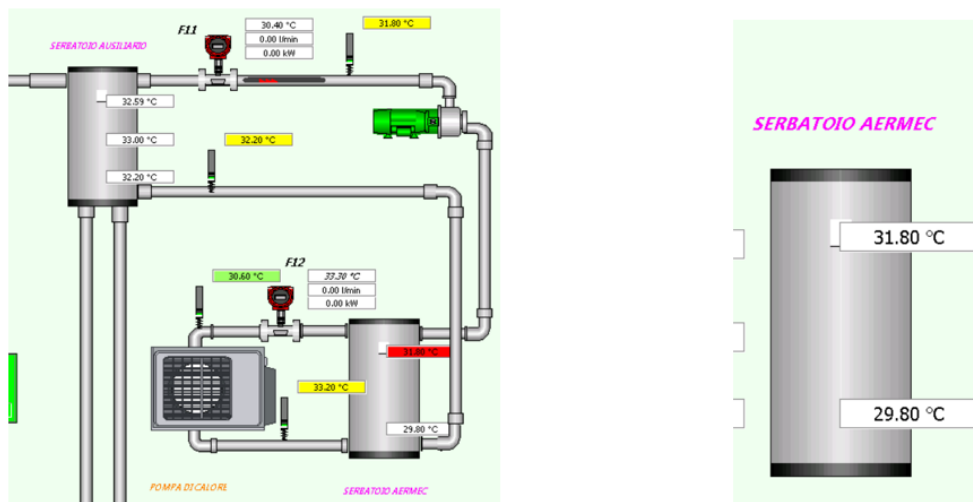 SERBATOIO AUSILIARIO
F11
30.40 °C
0.00 l/min
0.00 kW
31.80 °C
32.59 °C
33.00 °C
32.20 °C
32.20 °C
F12
30.60 °C
33.30 °C
0.00 l/min
0.00 kW
31.80 °C
33.20 °C
29.80 °C
POMPA DI CALORE
SERBATOIO AERMEC
SERBATOIO AERMEC
31.80 °C
29.80 °C